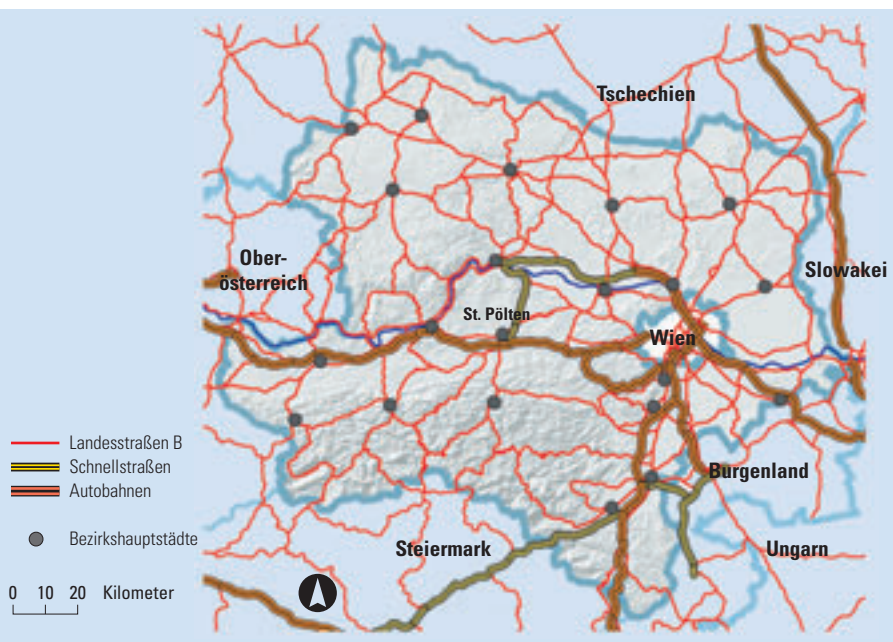 Tschechien
Ober-
österreich
Slowakei
St. Pölten
Wien
Landesstraßen B
Schnellstraßen
Autobahnen
Burgenland
Bezirkshauptstädte
Steiermark
Ungarn
0 10 20 Kilometer